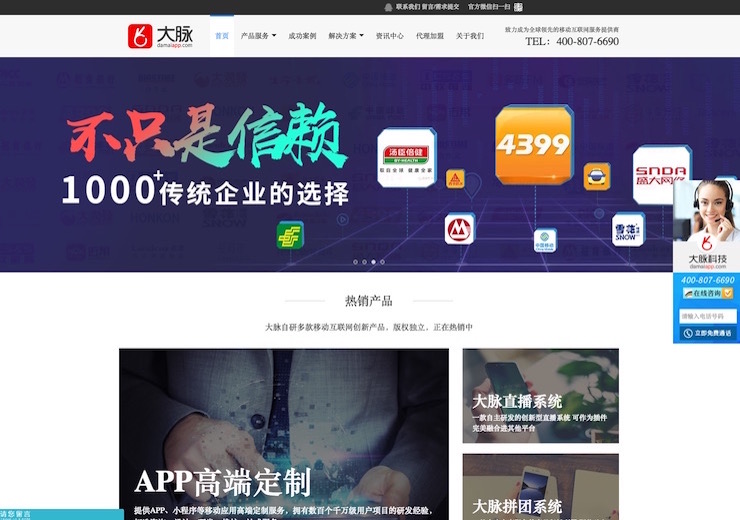 联系我们 留言/需求提交 官方微信扫一扫
大脉
damaiapp.com
首页 产品服务 成功案例 解决方案 资讯中心 代理加盟 关于我们
致力成为全球领先的移动互联网服务提供商
TEL：400-807-6690
不只是信赖
1000+传统企业的选择
汤臣倍健
BY-HEALTH
取自全球 健康全家
4399
SNDA
盛大网络
中国移动
雪花
SNOW
大脉科技
damaiapp.com
400-807-6690
在线咨询
请输入电话号码
立即免费通话
热销产品
大脉自研多款移动互联网创新产品，版权独立，正在热销中
APP高端定制
提供APP、小程序等移动应用高端定制服务，拥有数百个千万级用户项目的研发经验，
大脉直播系统
一款自主研发的创新型直播系统 可作为插件
完美融合进其他平台
大脉拼团系统
请您留言